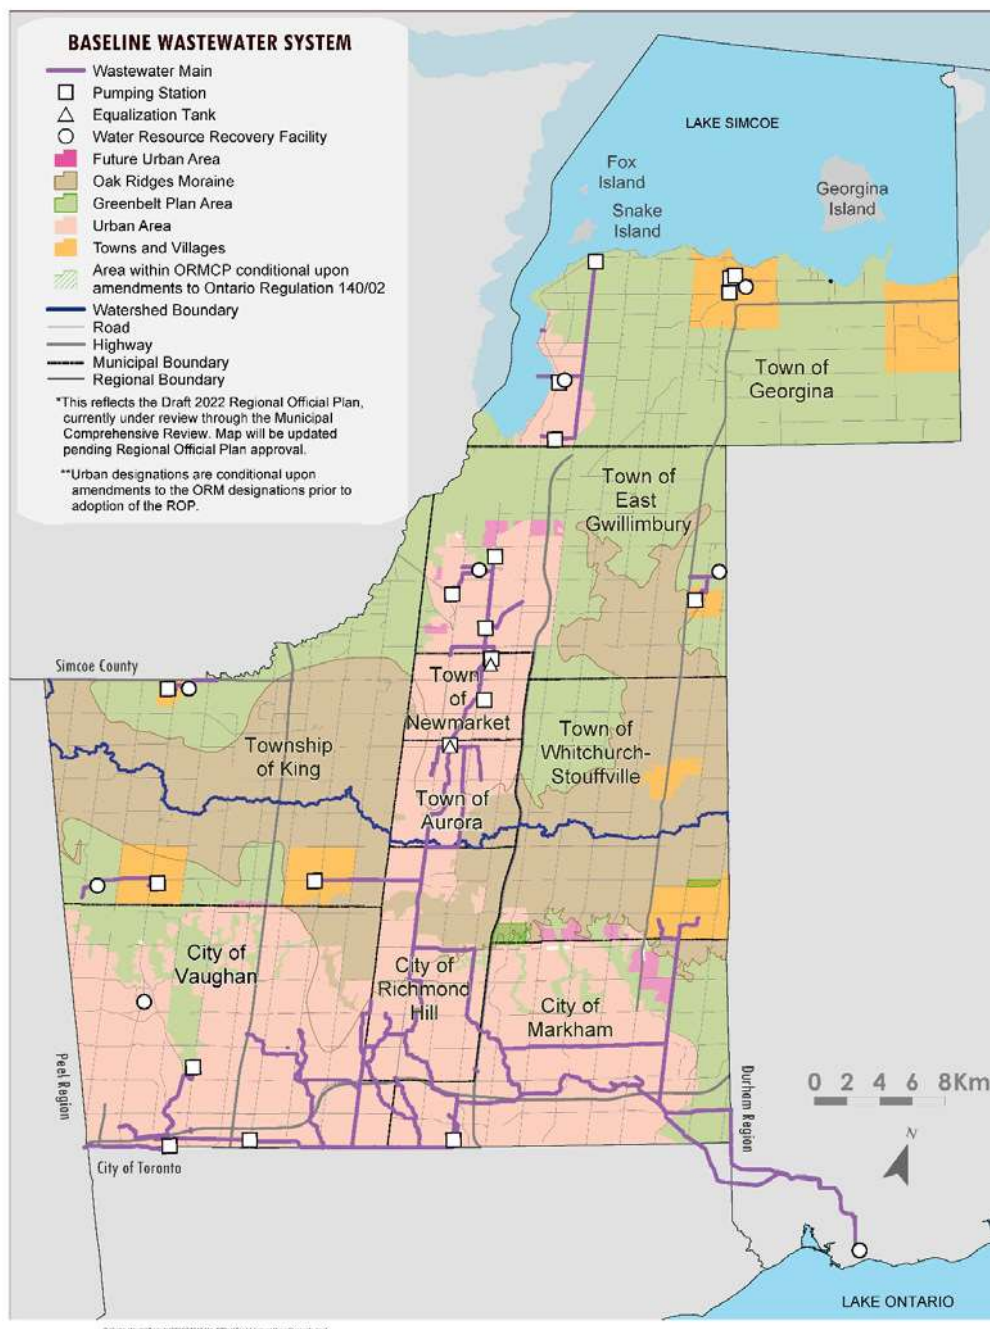 BASELINE WASTEWATER SYSTEM
Wastewater Main
Pumping Station
Equalization Tank
Water Resource Recovery Facility
Future Urban Area
Oak Ridges Moraine
Greenbelt Plan Area
Urban Area
Towns and Villages
Area within ORMCP conditional upon
amendments to Ontario Regulation 140/02
Watershed Boundary
Road
Highway
Municipal Boundary
Regional Boundary
*This reflects the Draft 2022 Regional Official Plan,
currently under review through the Municipal
Comprehensive Review. Map will be updated
pending Regional Official Plan approval.
**Urban designations are conditional upon
amendments to the ORM designations prior to
adoption of the ROP.
LAKE SIMCOE
Fox
Island
Snake
Island
Georgina
Island
Town of
Georgina
Town of
East
Gwillimbury
Simcoe County
Town
of
Newmarket
Township
of King
Town of
Whitchurch-
Stouffville
Town of
Aurora
City of
Vaughan
City of
Richmond
Hill
City of
Markham
Peel Region
Durham Region
0 2 4 6 8Km
N
City of Toronto
LAKE ONTARIO